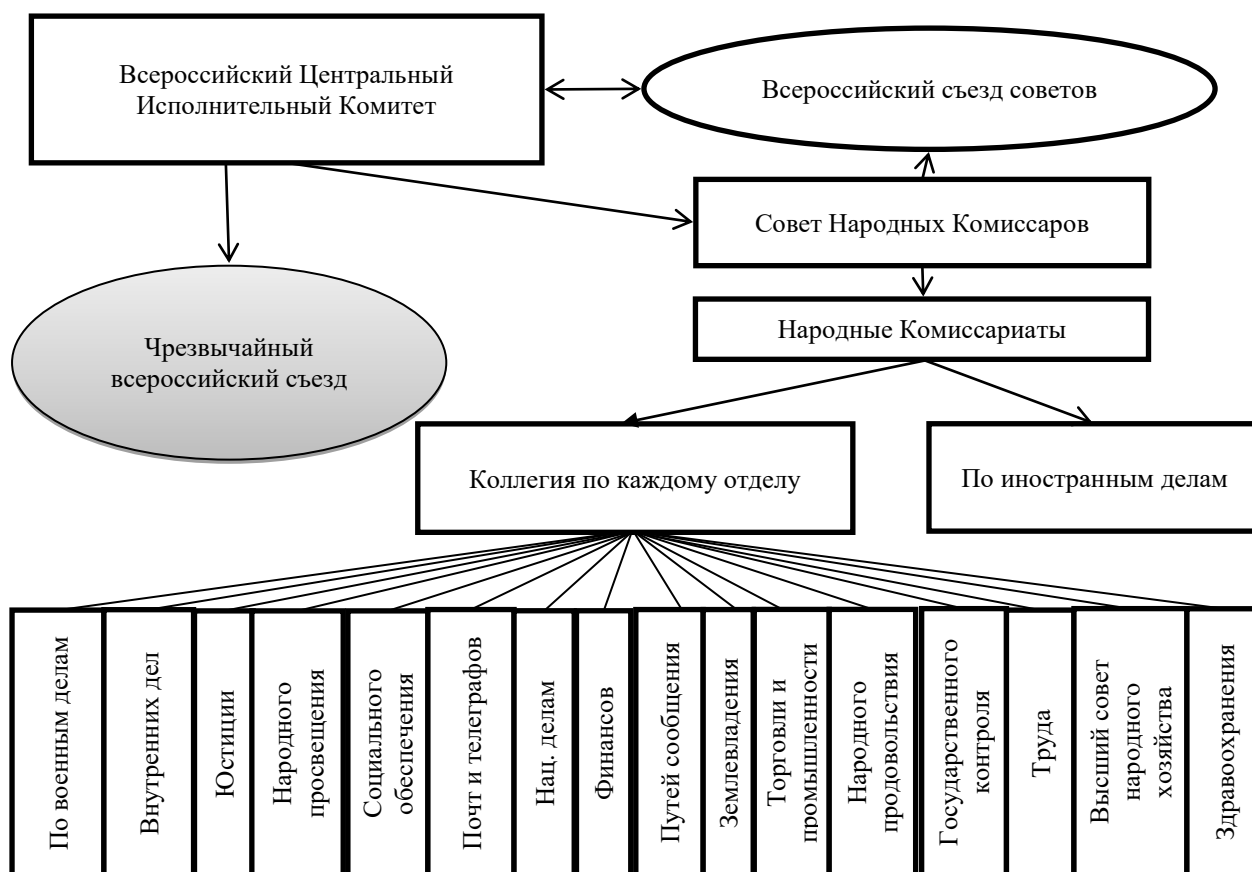 Всероссийский Центральный
Исполнительный Комитет
Всероссийский съезд советов
Совет Народных Комиссаров
Народные Комиссариаты
Чрезвычайный
всероссийский съезд
Коллегия по каждому отделу
По иностранным делам
По военным делам
Внутренних дел
Юстиции
Народного
просвещения
Социального
обеспечения
Почт и телеграфов
Нац. делам
Финансов
Путей сообщения
Землевладения
Торговли и
промышленности
Народного
продовольствия
Государственного
контроля
Труда
Высший совет
народного
хозяйства
Здравоохранения